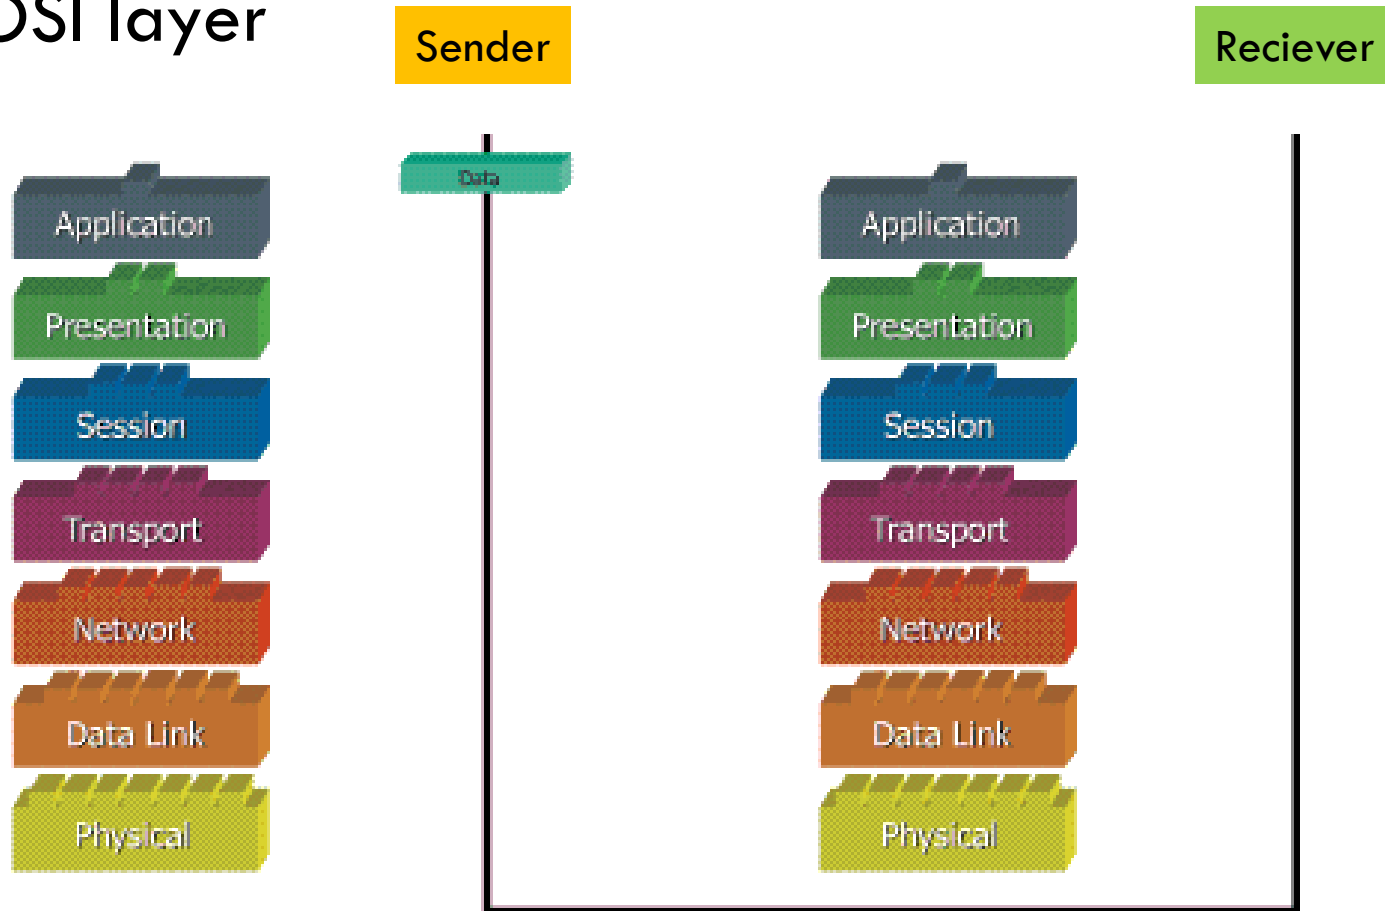 OSI layer
Sender
Reciever
Data
Application
Presentation
Session
Transport
Network
Data Link
Physical
Application
Presentation
Session
Transport
Network
Data Link
Physical